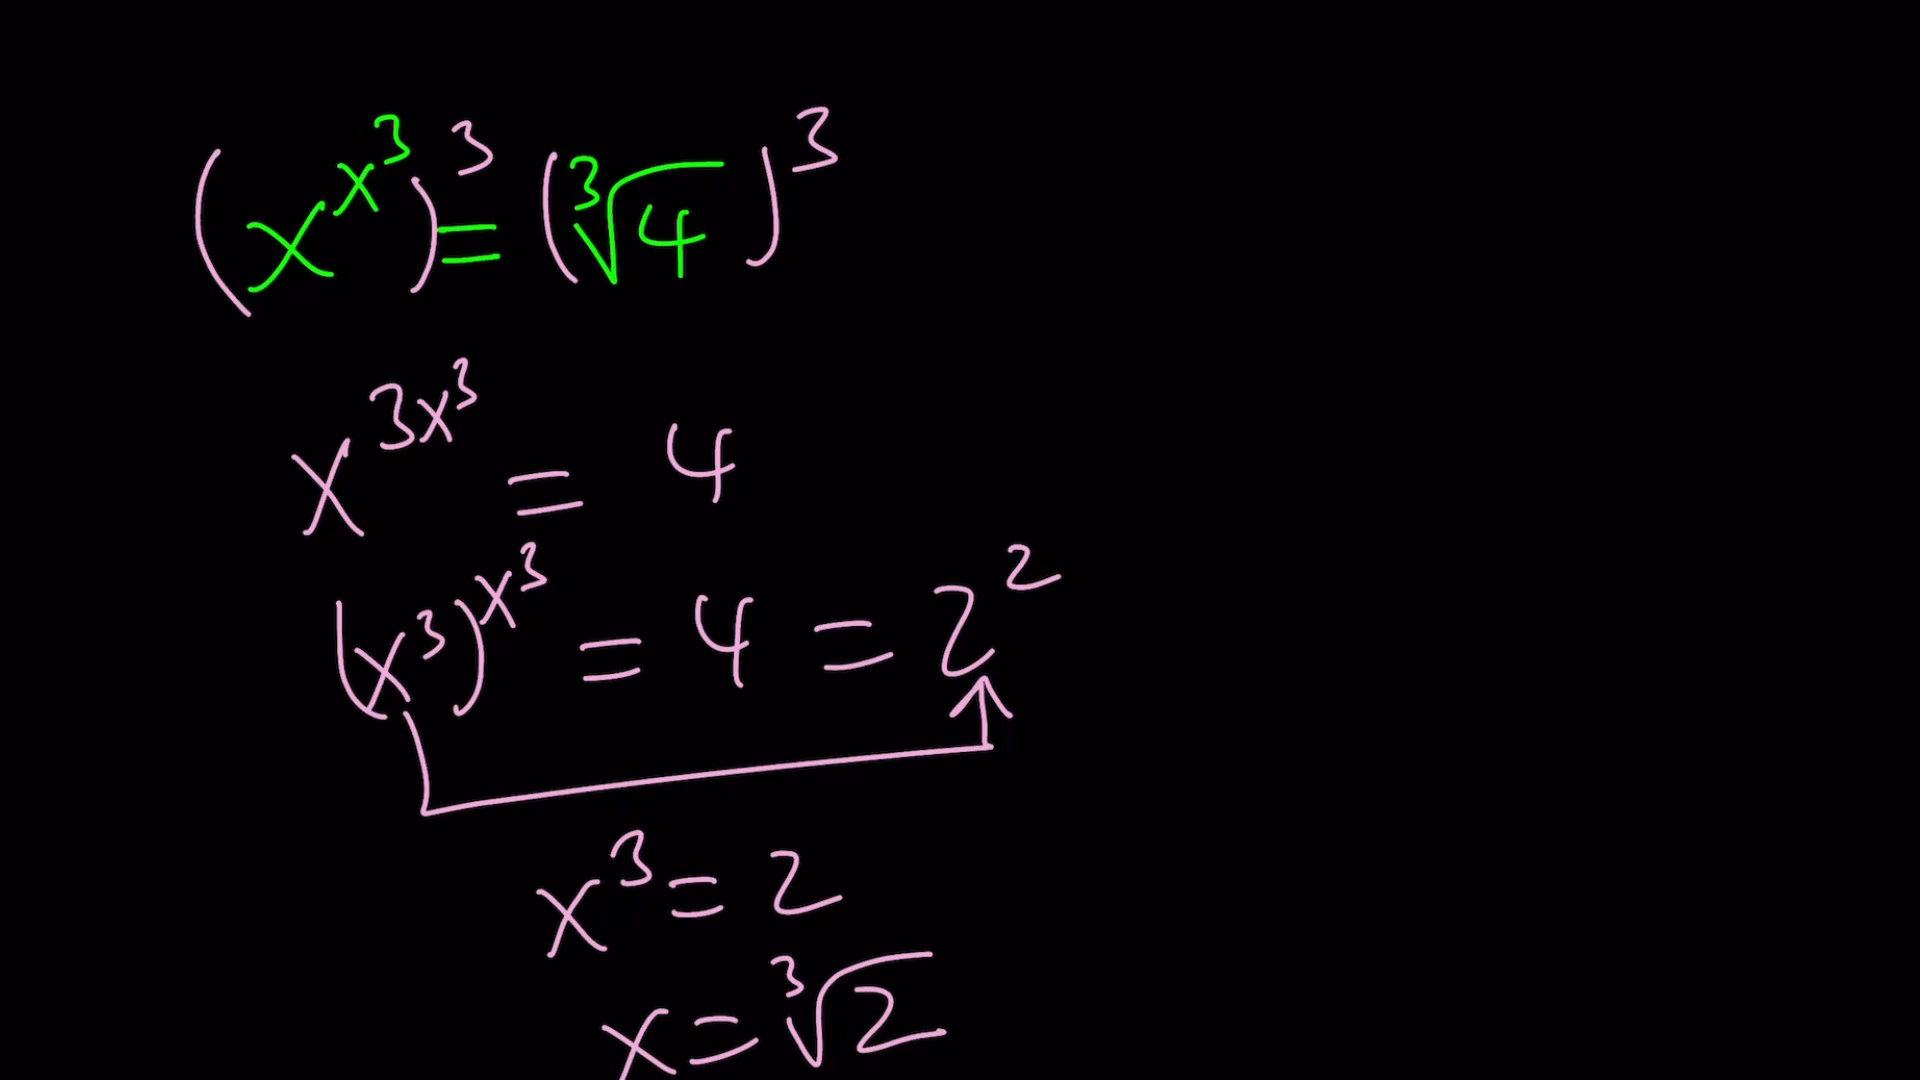 (x^{x^3})^3 = (∛4)^3
x^{3x^3} = 4
(x^3)^{x^3} = 4 = 2^2
x^3 = 2
x = ∛2